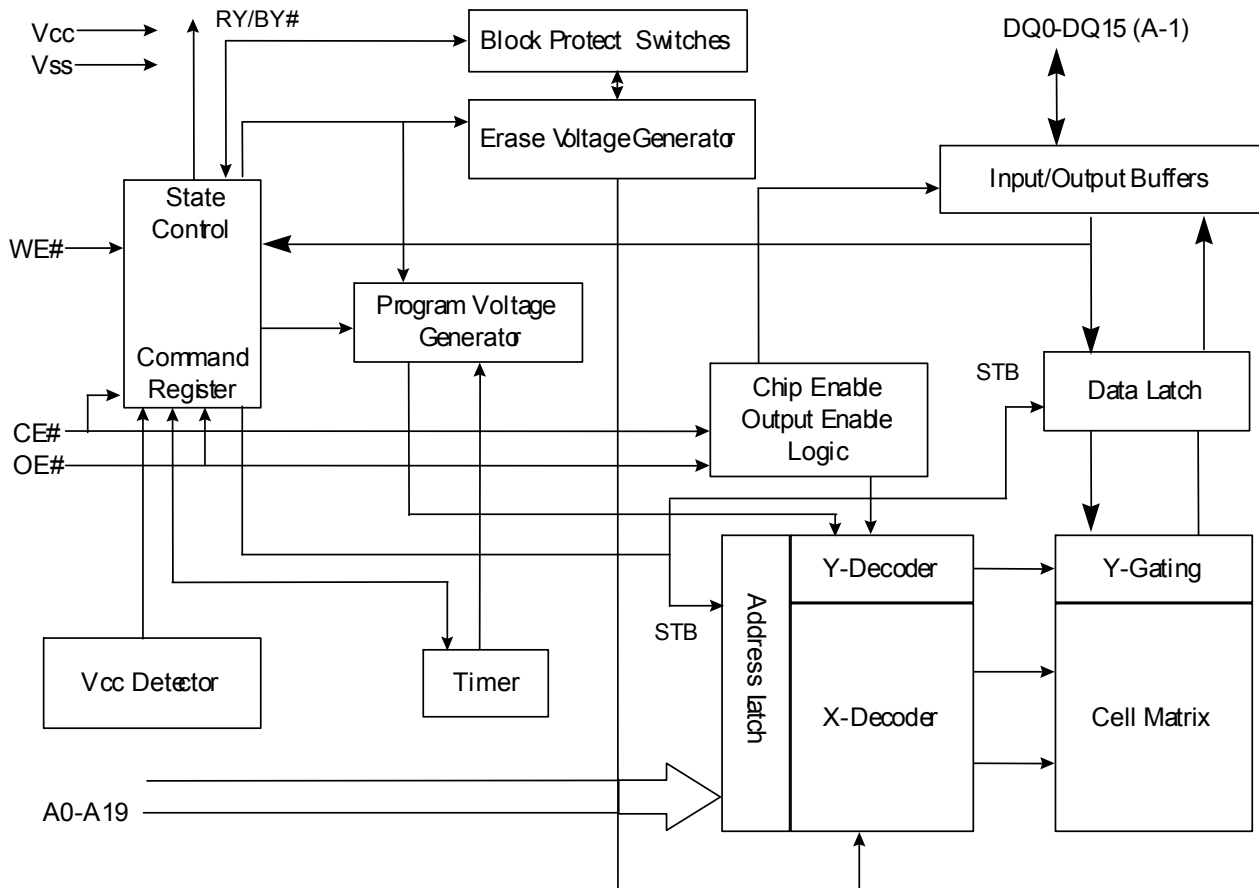 Vcc
Vss
RY/BY#
Block Protect Switches
DQ0-DQ15 (A-1)
Erase Voltage Generator
Input/Output Buffers
State
Control
WE#
Program Voltage
Generator
Command
Register
STB
Chip Enable
Output Enable
Logic
Data Latch
CE#
OE#
Address latch
Y-Decoder
Y-Gating
STB
Vcc Detector
Timer
X-Decoder
Cell Matrix
A0-A19